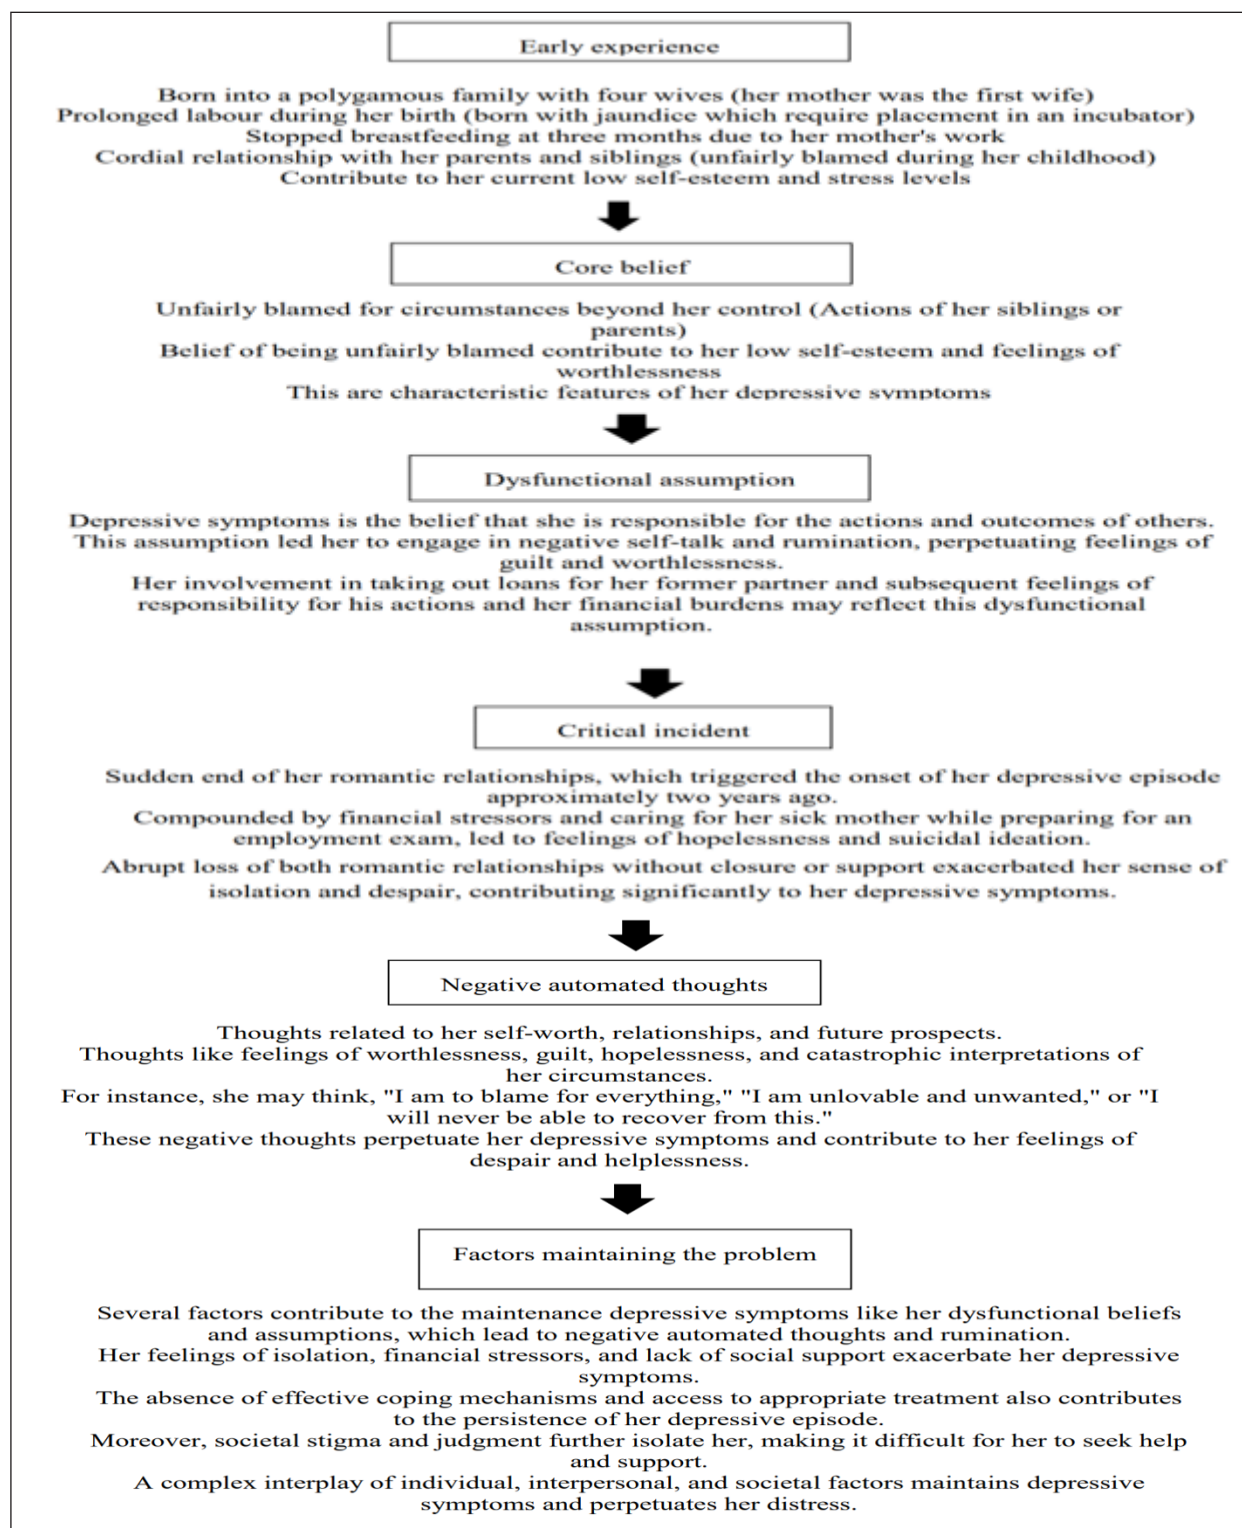 Early experience
Born into a polygamous family with four wives (her mother was the first wife)
Prolonged labour during her birth (born with jaundice which require placement in an incubator)
Stopped breastfeeding at three months due to her mother's work
Cordial relationship with her parents and siblings (unfairly blamed during her childhood)
Contribute to her current low self-esteem and stress levels
Core belief
Unfairly blamed for circumstances beyond her control (Actions of her siblings or
parents)
Belief of being unfairly blamed contribute to her low self-esteem and feelings of
worthlessness
This are characteristic features of her depressive symptoms
Dysfunctional assumption
Depressive symptoms is the belief that she is responsible for the actions and outcomes of others.
This assumption led her to engage in negative self-talk and rumination, perpetuating feelings of
guilt and worthlessness.
Her involvement in taking out loans for her former partner and subsequent feelings of
responsibility for his actions and her financial burdens may reflect this dysfunctional
assumption.
Critical incident
Sudden end of her romantic relationships, which triggered the onset of her depressive episode
approximately two years ago.
Compounded by financial stressors and caring for her sick mother while preparing for an
employment exam, led to feelings of hopelessness and suicidal ideation.
Abrupt loss of both romantic relationships without closure or support exacerbated her sense of
isolation and despair, contributing significantly to her depressive symptoms.
Negative automated thoughts
Thoughts related to her self-worth, relationships, and future prospects.
Thoughts like feelings of worthlessness, guilt, hopelessness, and catastrophic interpretations of
her circumstances.
For instance, she may think, "I am to blame for everything," "I am unlovable and unwanted," or "I
will never be able to recover from this."
These negative thoughts perpetuate her depressive symptoms and contribute to her feelings of
despair and helplessness.
Factors maintaining the problem
Several factors contribute to the maintenance depressive symptoms like her dysfunctional beliefs
and assumptions, which lead to negative automated thoughts and rumination.
Her feelings of isolation, financial stressors, and lack of social support exacerbate her depressive
symptoms.
The absence of effective coping mechanisms and access to appropriate treatment also contributes
to the persistence of her depressive episode.
Moreover, societal stigma and judgment further isolate her, making it difficult for her to seek help
and support.
A complex interplay of individual, interpersonal, and societal factors maintains depressive
symptoms and perpetuates her distress.